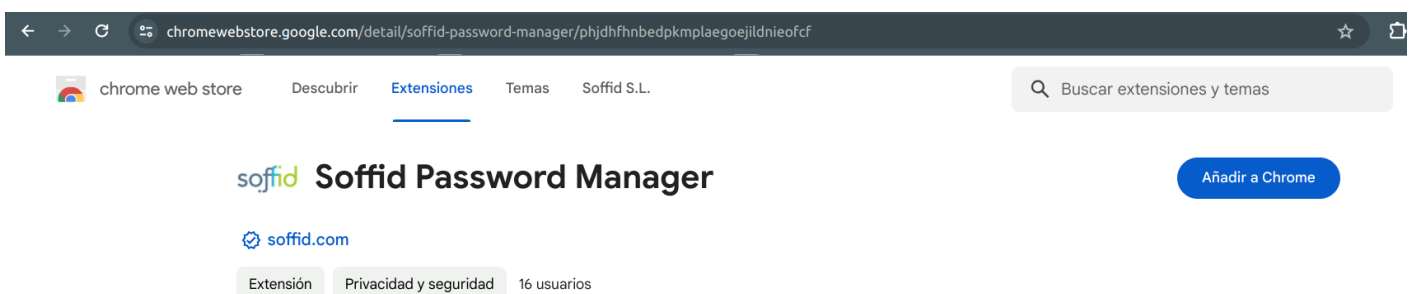 chromewebstore.google.com/detail/soffid-password-manager/phjdhfhnbedpkmplaegoejildnieofcf
chrome web store Descubrir Extensiones Temas Soffid S.L. Buscar extensiones y temas
soffid Soffid Password Manager Añadir a Chrome
soffid.com
Extensión Privacidad y seguridad 16 usuarios